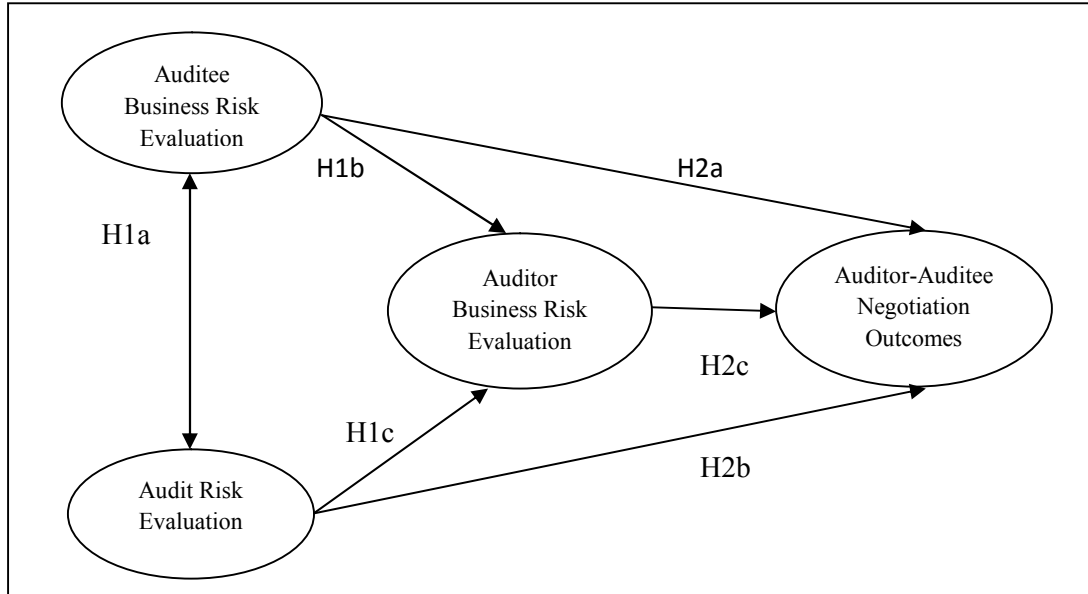 Auditee
Business Risk
Evaluation
H1b
H2a
H1a
Auditor
Business Risk
Evaluation
Auditor-Auditee
Negotiation
Outcomes
H2c
H1c
H2b
Audit Risk
Evaluation